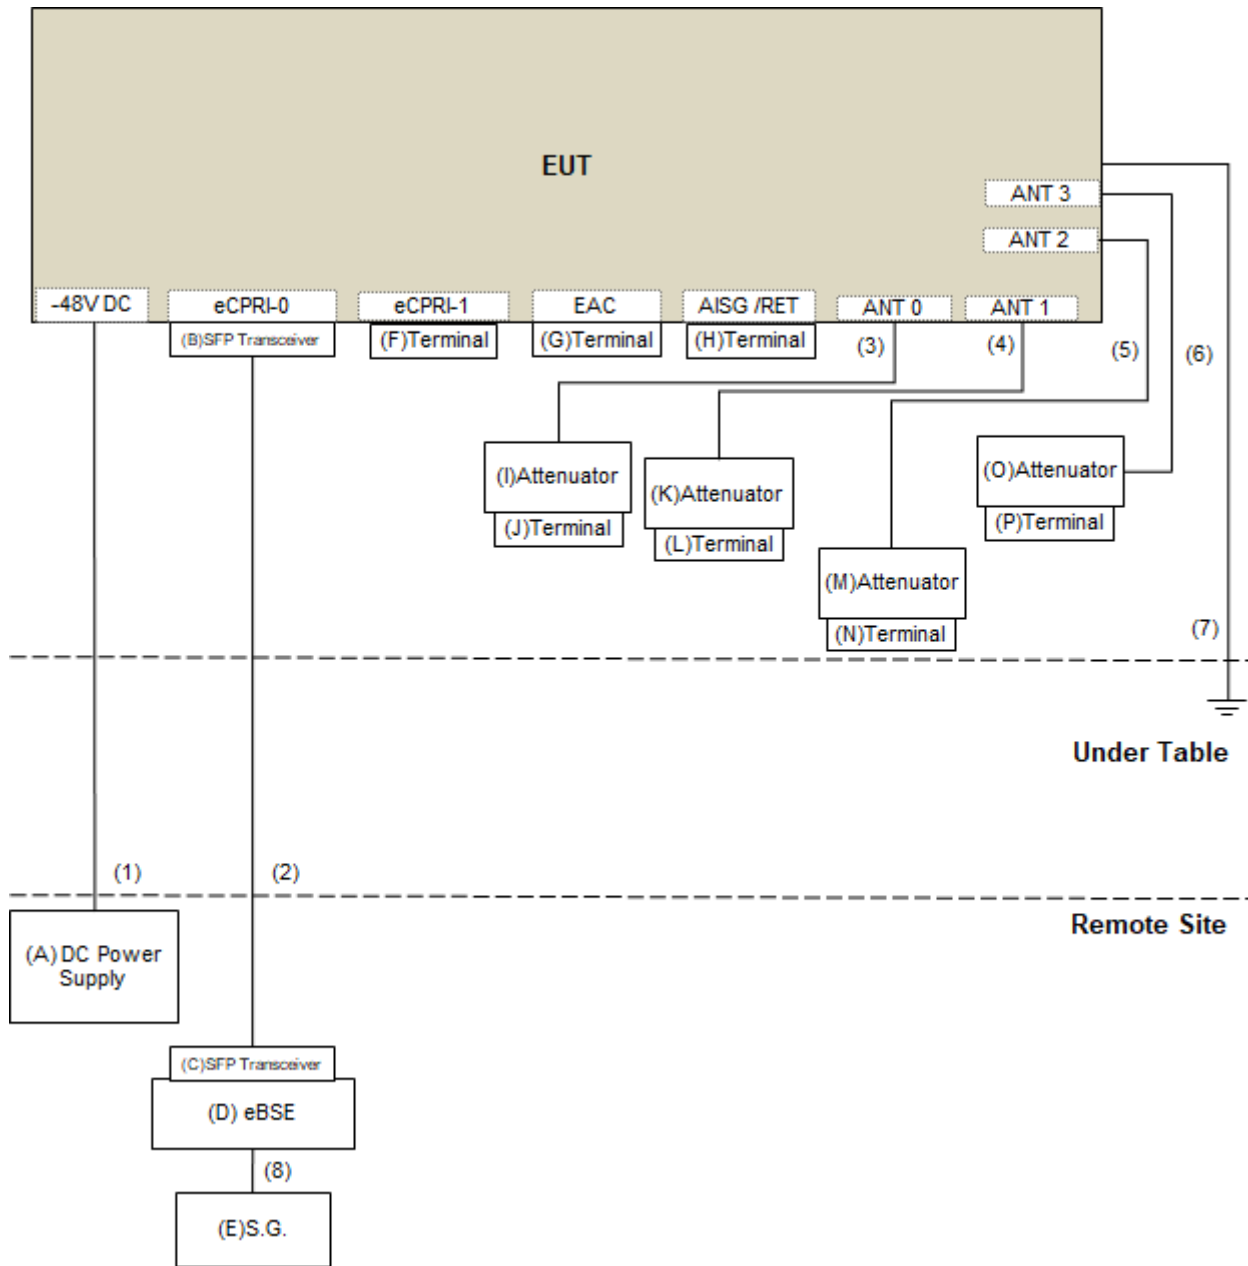 EUT
ANT 3
ANT 2
-48V DC
eCPRI-0
eCPRI-1
EAC
AISG /RET
ANT 0
ANT 1
(B)SFP Transceiver
(F)Terminal
(G)Terminal
(H)Terminal
(3)
(4)
(5)
(6)
(I)Attenuator
(J)Terminal
(K)Attenuator
(L)Terminal
(O)Attenuator
(P)Terminal
(M)Attenuator
(N)Terminal
(7)
Under Table
(1)
(2)
Remote Site
(A) DC Power
Supply
(C)SFP Transceiver
(D) eBSE
(8)
(E)S.G.